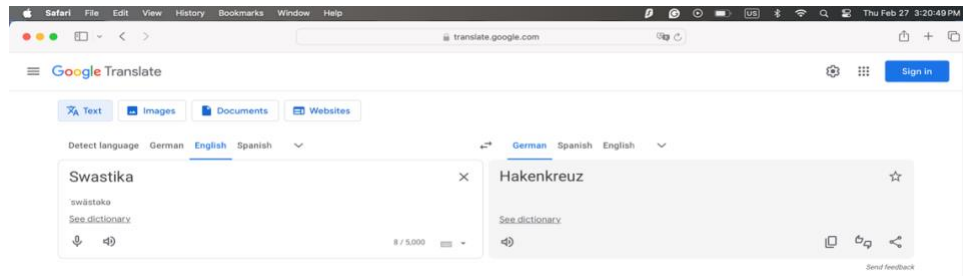 Safari File Edit View History Bookmarks Window Help US Thu Feb 27 3:20:49 PM
translate.google.com
Google Translate Sign in
Text Images Documents Websites
Detect language German English Spanish German Spanish English
Swastika Hakenkreuz
ˈswästəkə
See dictionary See dictionary
8 / 5,000
Send feedback